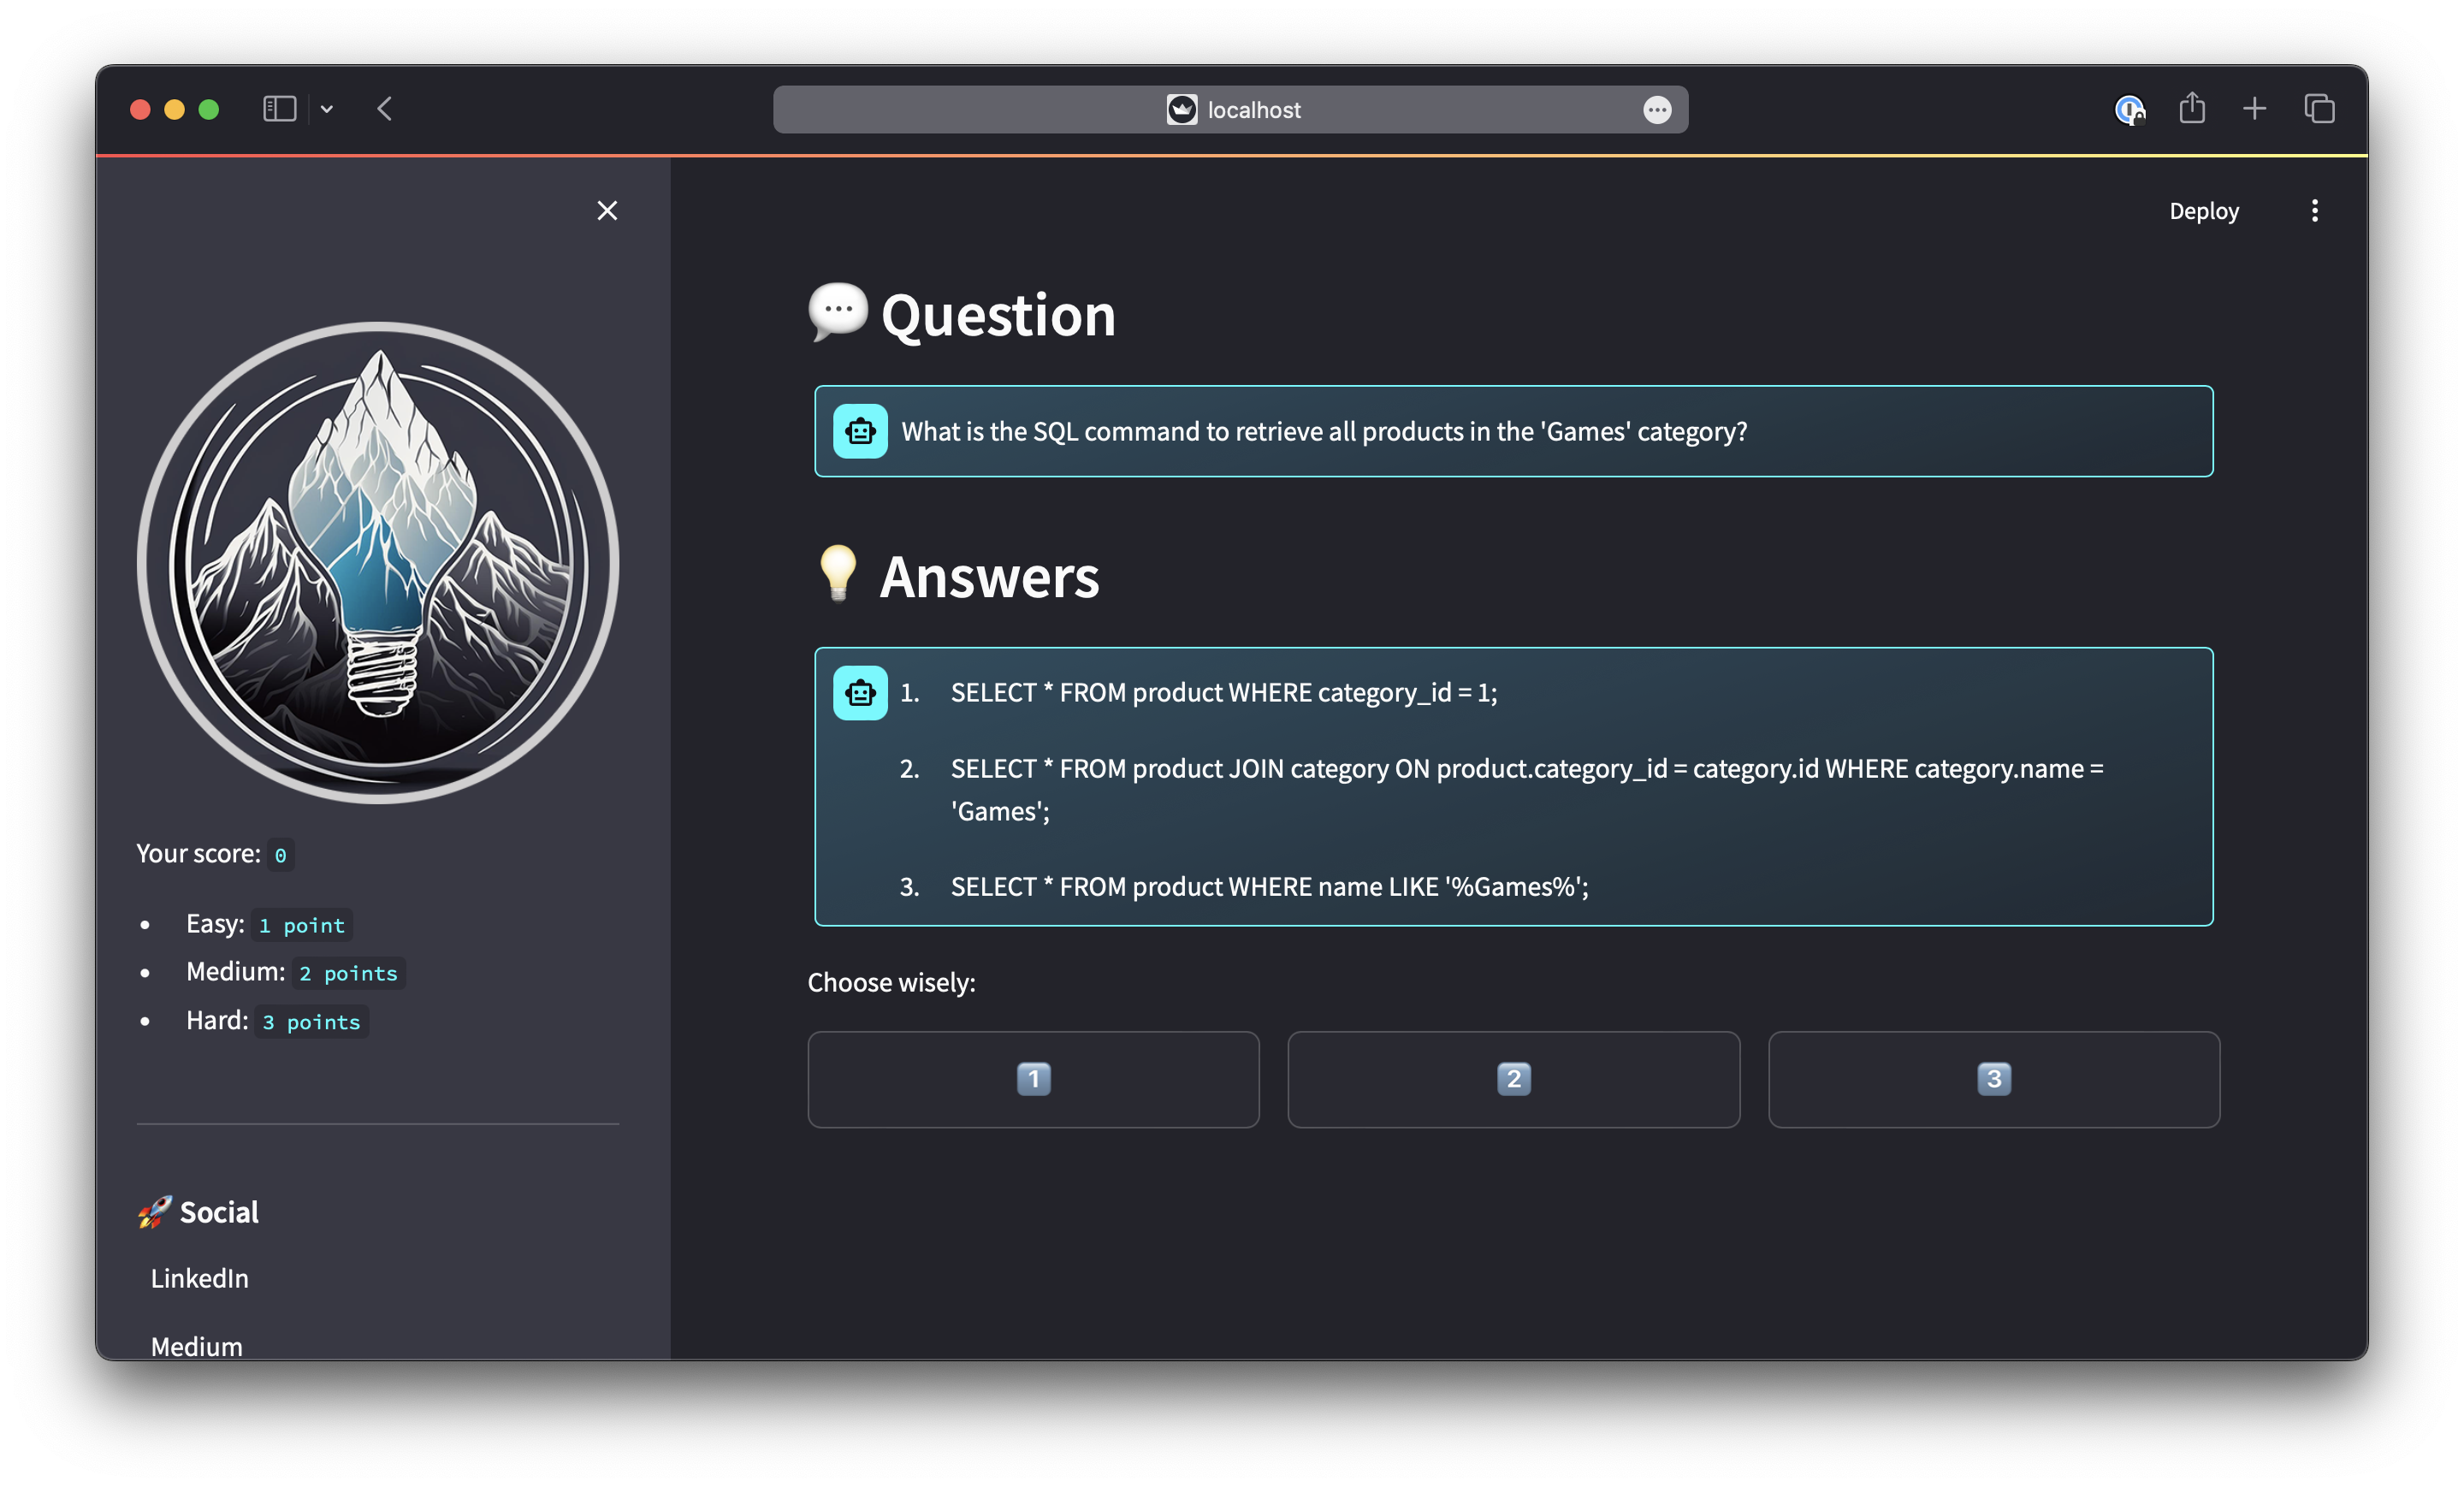 localhost
Deploy
💬 Question
What is the SQL command to retrieve all products in the 'Games' category?
💡 Answers
1. SELECT * FROM product WHERE category_id = 1;
2. SELECT * FROM product JOIN category ON product.category_id = category.id WHERE category.name =
'Games';
3. SELECT * FROM product WHERE name LIKE '%Games%';
Choose wisely:
1
2
3
Your score: 0
• Easy: 1 point
• Medium: 2 points
• Hard: 3 points
🚀 Social
LinkedIn
Medium